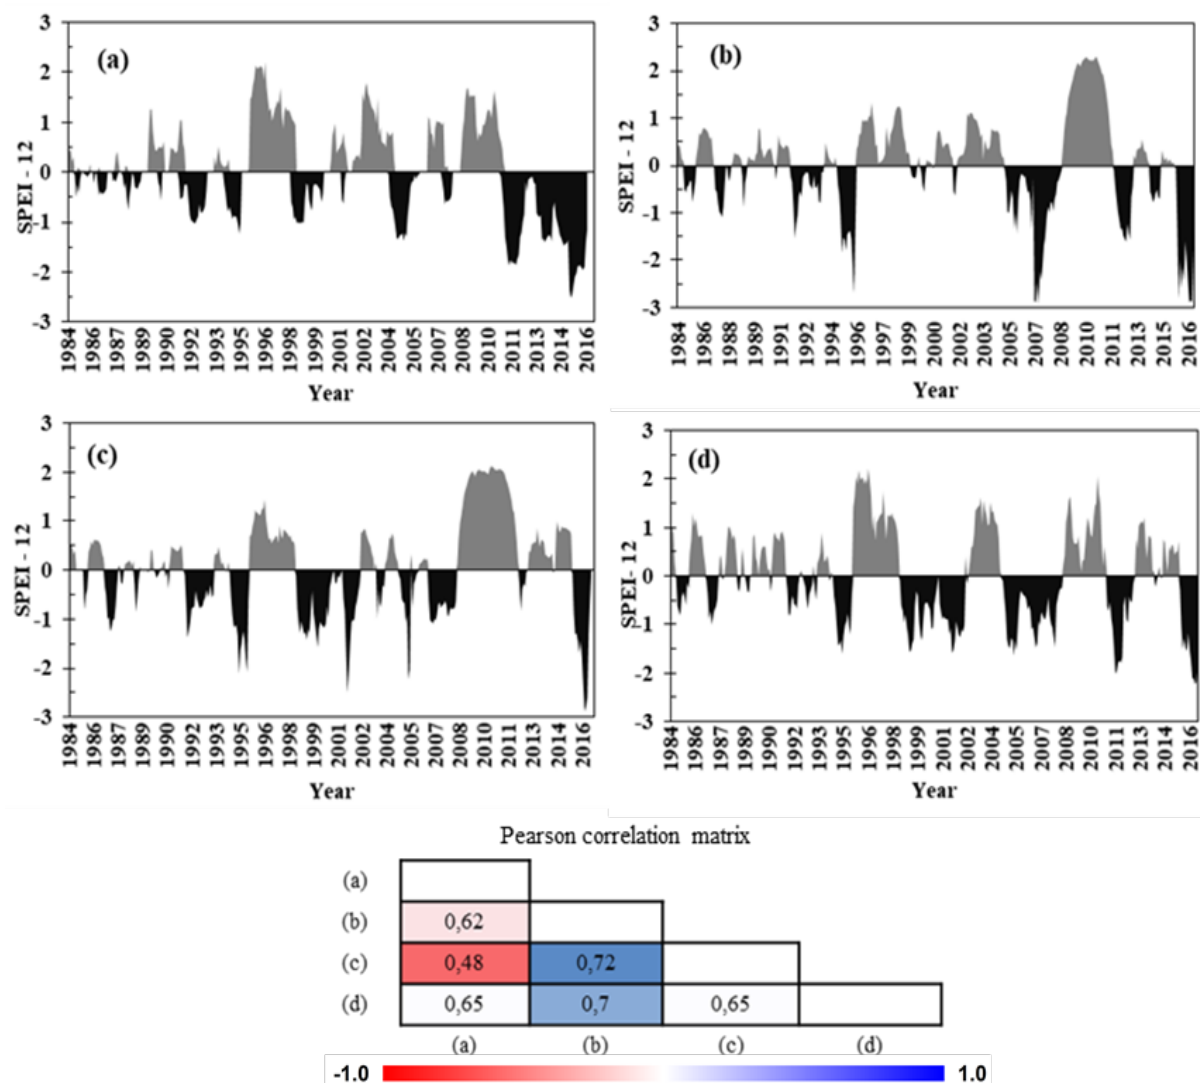 (a)
3
2
1
0
-1
-2
-3
SPEI - 12
1984 1986 1987 1989 1990 1992 1993 1995 1996 1998 1999 2001 2002 2004 2005 2007 2008 2010 2011 2013 2014 2016
Year
(b)
3
2
1
0
-1
-2
-3
SPEI - 12
1984 1986 1988 1989 1991 1992 1994 1996 1997 1999 2000 2002 2003 2005 2007 2008 2010 2011 2013 2015 2016
Year
(c)
3
2
1
0
-1
-2
-3
SPEI - 12
1984 1986 1987 1989 1990 1992 1993 1995 1996 1998 1999 2001 2002 2004 2005 2007 2008 2010 2011 2013 2014 2016
Year
(d)
3
2
1
0
-1
-2
-3
SPEI- 12
1984 1986 1987 1989 1990 1992 1993 1995 1996 1998 1999 2001 2002 2004 2005 2007 2008 2010 2011 2013 2014 2016
Year
Pearson correlation matrix
(a)
(b) 0,62
(c) 0,48 0,72
(d) 0,65 0,7 0,65
(a) (b) (c) (d)
-1.0 1.0